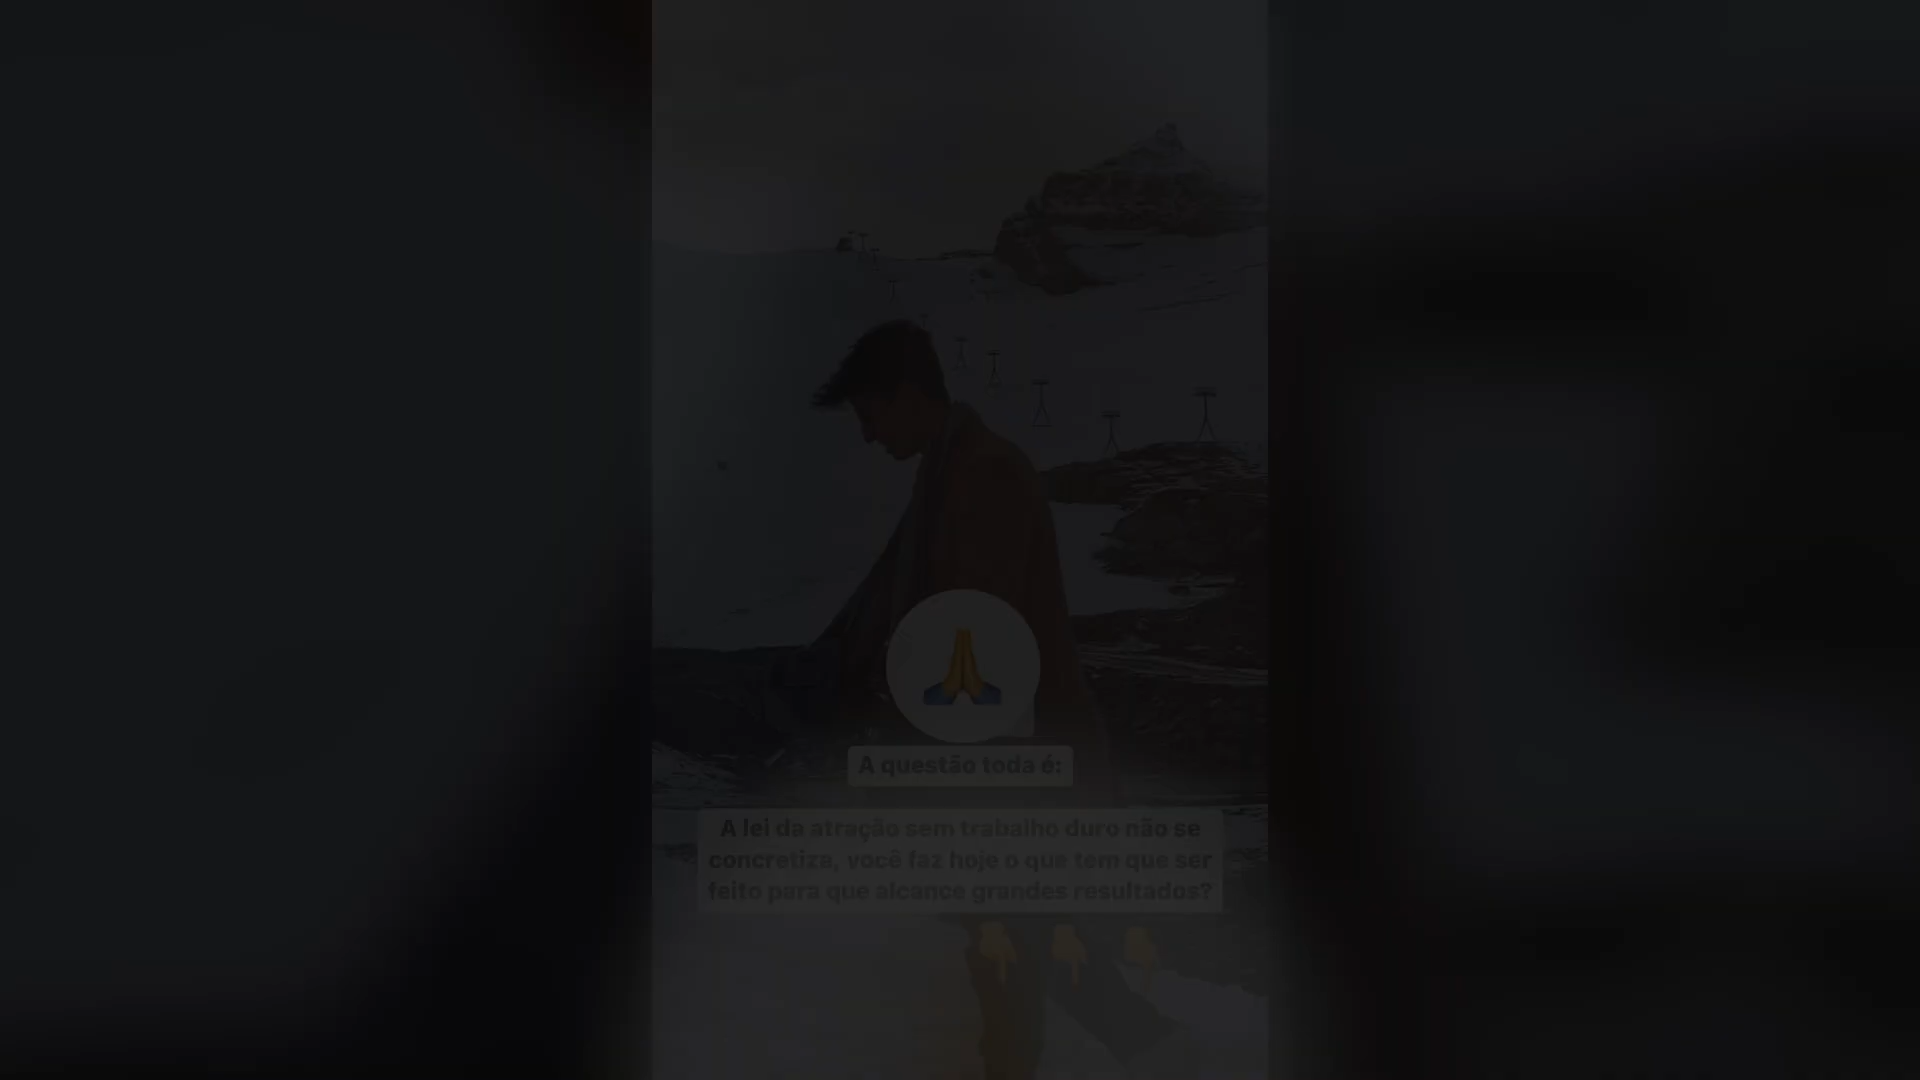 A questão toda é:
A lei da atração sem trabalho duro não se
concretiza, você faz hoje o que tem que ser
feito para que alcance grandes resultados?